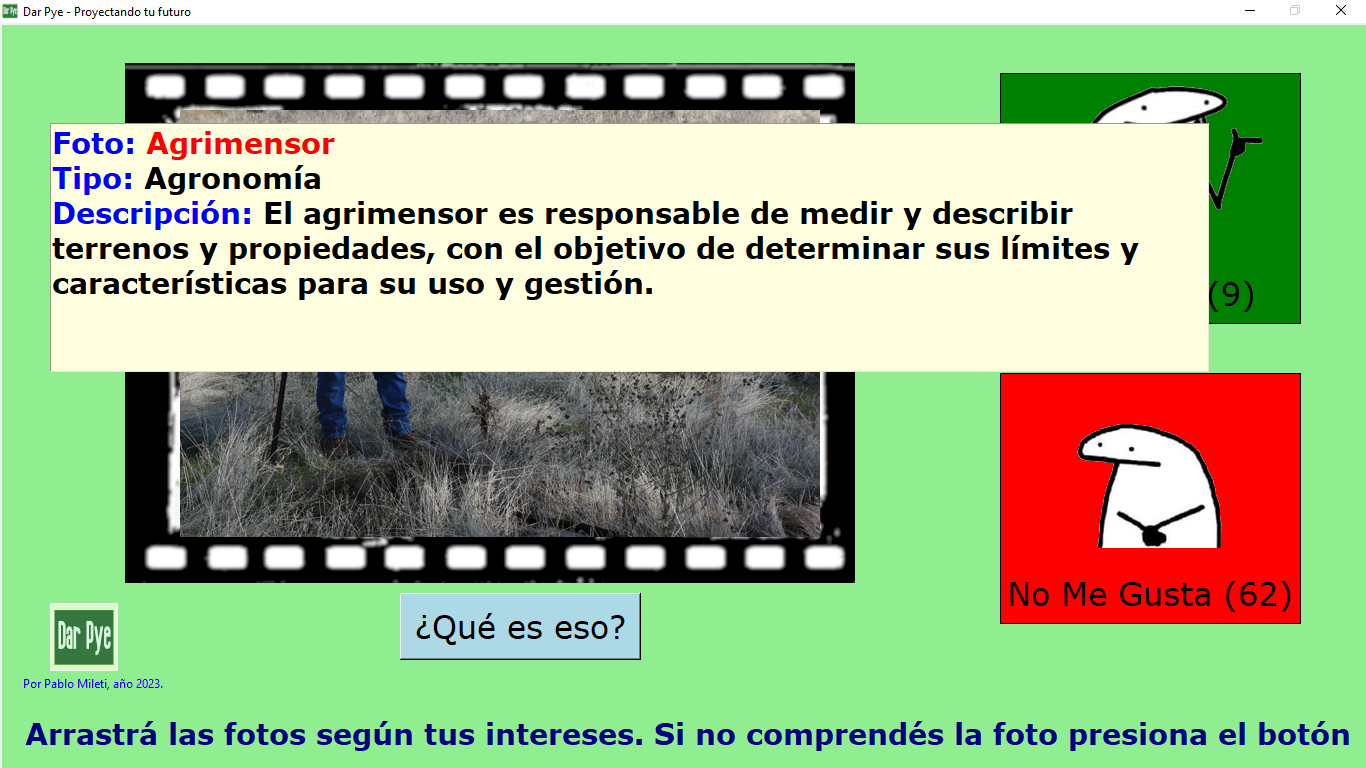 Dar Pye - Proyectando tu futuro
Foto: Agrimensor
Tipo: Agronomía
Descripción: El agrimensor es responsable de medir y describir
terrenos y propiedades, con el objetivo de determinar sus límites y
características para su uso y gestión.
(9)
No Me Gusta (62)
¿Qué es eso?
Dar Pye
Por Pablo Mileti, año 2023.
Arrastrá las fotos según tus intereses. Si no comprendés la foto presiona el botón